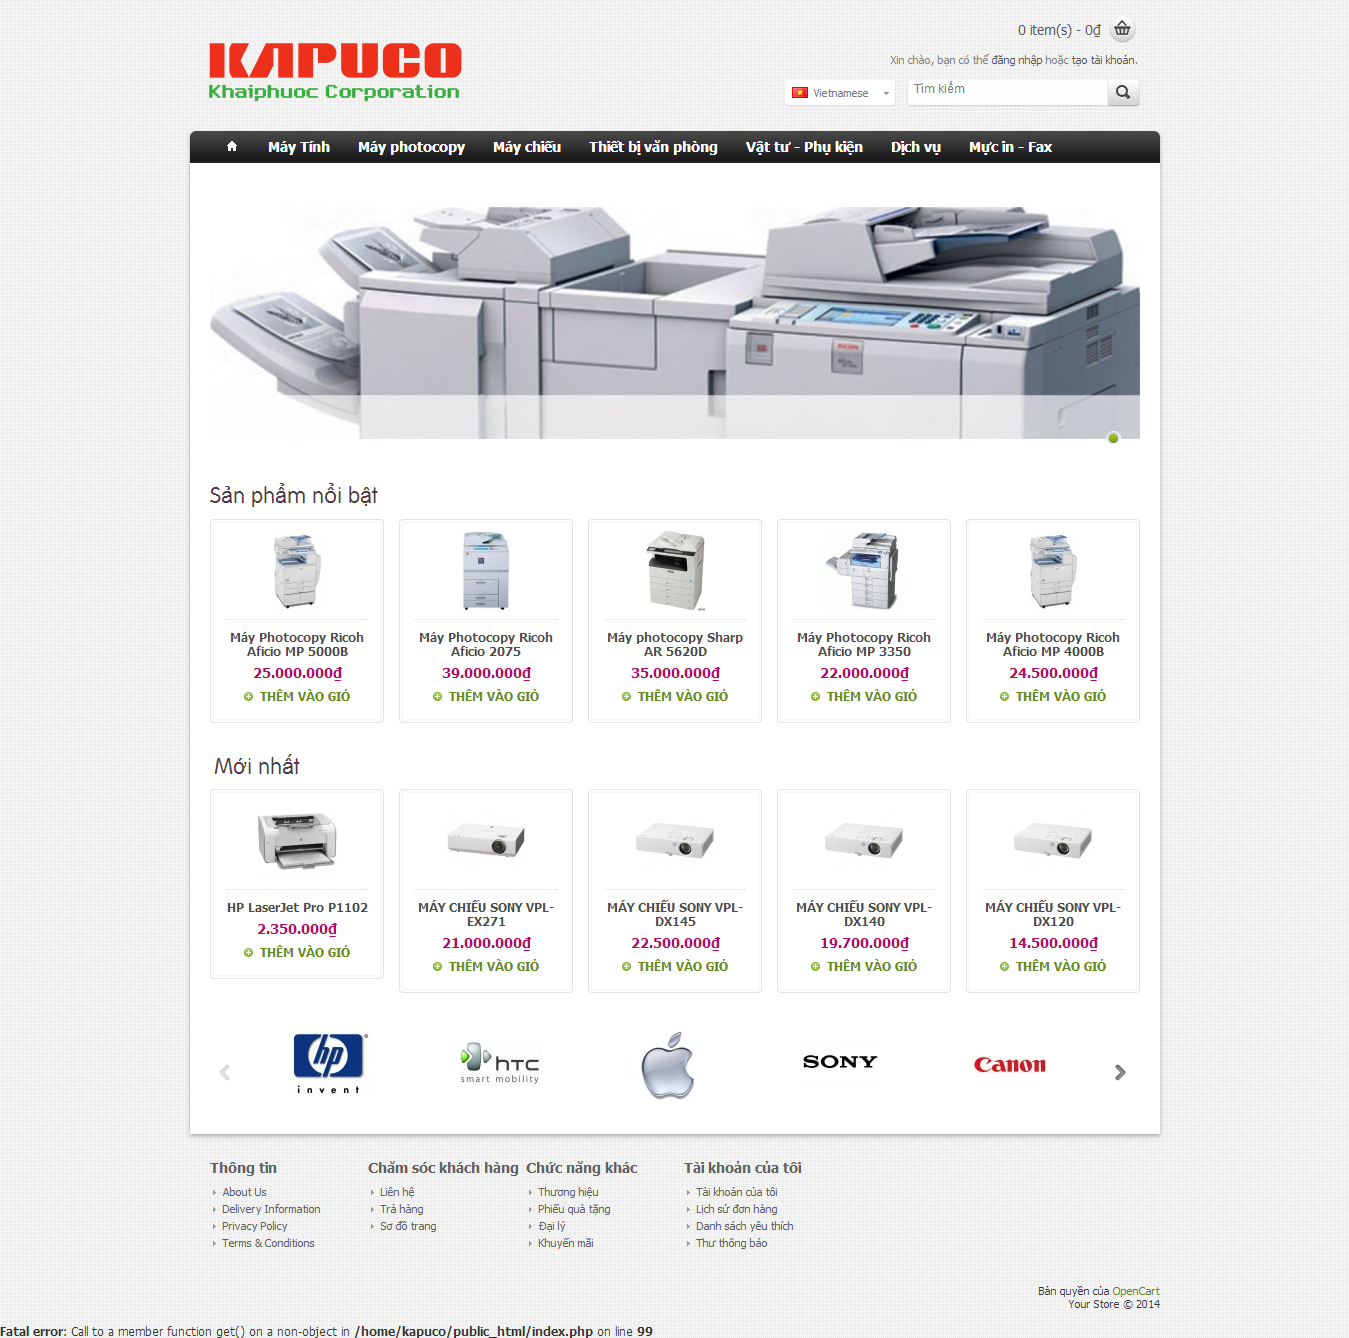 0 item(s) - 0₫
KAPUCO
Khaiphuoc Corporation
Xin chào, bạn có thể đăng nhập hoặc tạo tài khoản.
Vietnamese
Tìm kiếm
Máy Tính Máy photocopy Máy chiếu Thiết bị văn phòng Vật tư - Phụ kiện Dịch vụ Mực in - Fax
RICOH
Sản phẩm nổi bật
Máy Photocopy Ricoh Aficio MP 5000B
25.000.000₫
THÊM VÀO GIỎ
Máy Photocopy Ricoh Aficio 2075
39.000.000₫
THÊM VÀO GIỎ
Máy photocopy Sharp AR 5620D
35.000.000₫
THÊM VÀO GIỎ
Máy Photocopy Ricoh Aficio MP 3350
22.000.000₫
THÊM VÀO GIỎ
Máy Photocopy Ricoh Aficio MP 4000B
24.500.000₫
THÊM VÀO GIỎ
Mới nhất
HP LaserJet Pro P1102
2.350.000₫
THÊM VÀO GIỎ
MÁY CHIẾU SONY VPL-EX271
21.000.000₫
THÊM VÀO GIỎ
MÁY CHIẾU SONY VPL-DX145
22.500.000₫
THÊM VÀO GIỎ
MÁY CHIẾU SONY VPL-DX140
19.700.000₫
THÊM VÀO GIỎ
MÁY CHIẾU SONY VPL-DX120
14.500.000₫
THÊM VÀO GIỎ
hp
invent
hTC
smart mobility
SONY
Canon
Thông tin
About Us
Delivery Information
Privacy Policy
Terms & Conditions
Chăm sóc khách hàng
Liên hệ
Trả hàng
Sơ đồ trang
Chức năng khác
Thương hiệu
Phiếu quà tặng
Đại lý
Khuyến mãi
Tài khoản của tôi
Tài khoản của tôi
Lịch sử đơn hàng
Danh sách yêu thích
Thư thông báo
Bản quyền của OpenCart
Your Store © 2014
Fatal error: Call to a member function get() on a non-object in /home/kapuco/public_html/index.php on line 99